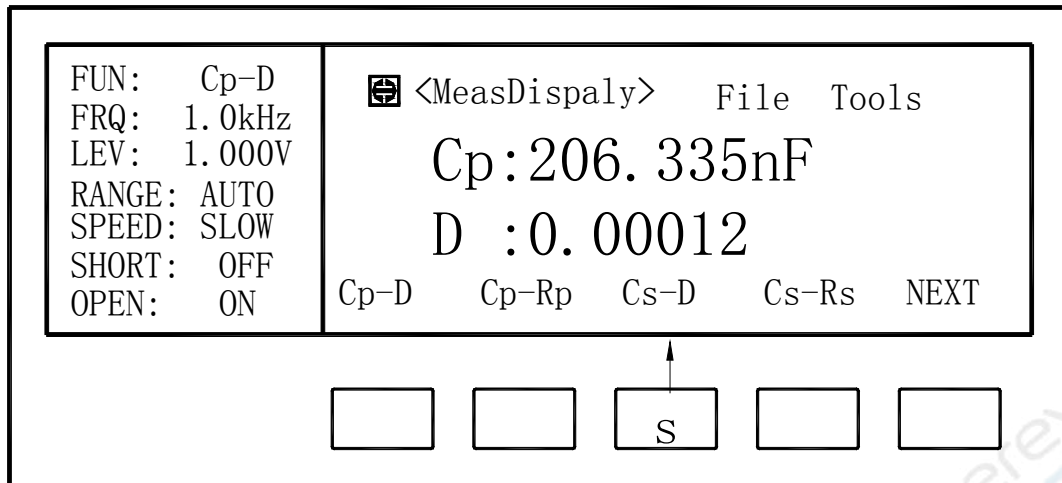 FUN: Cp-D
FRQ: 1.0kHz
LEV: 1.000V
RANGE: AUTO
SPEED: SLOW
SHORT: OFF
OPEN: ON
<MeasDispaly> File Tools
Cp:206.335nF
D :0.00012
Cp-D Cp-Rp Cs-D Cs-Rs NEXT
S